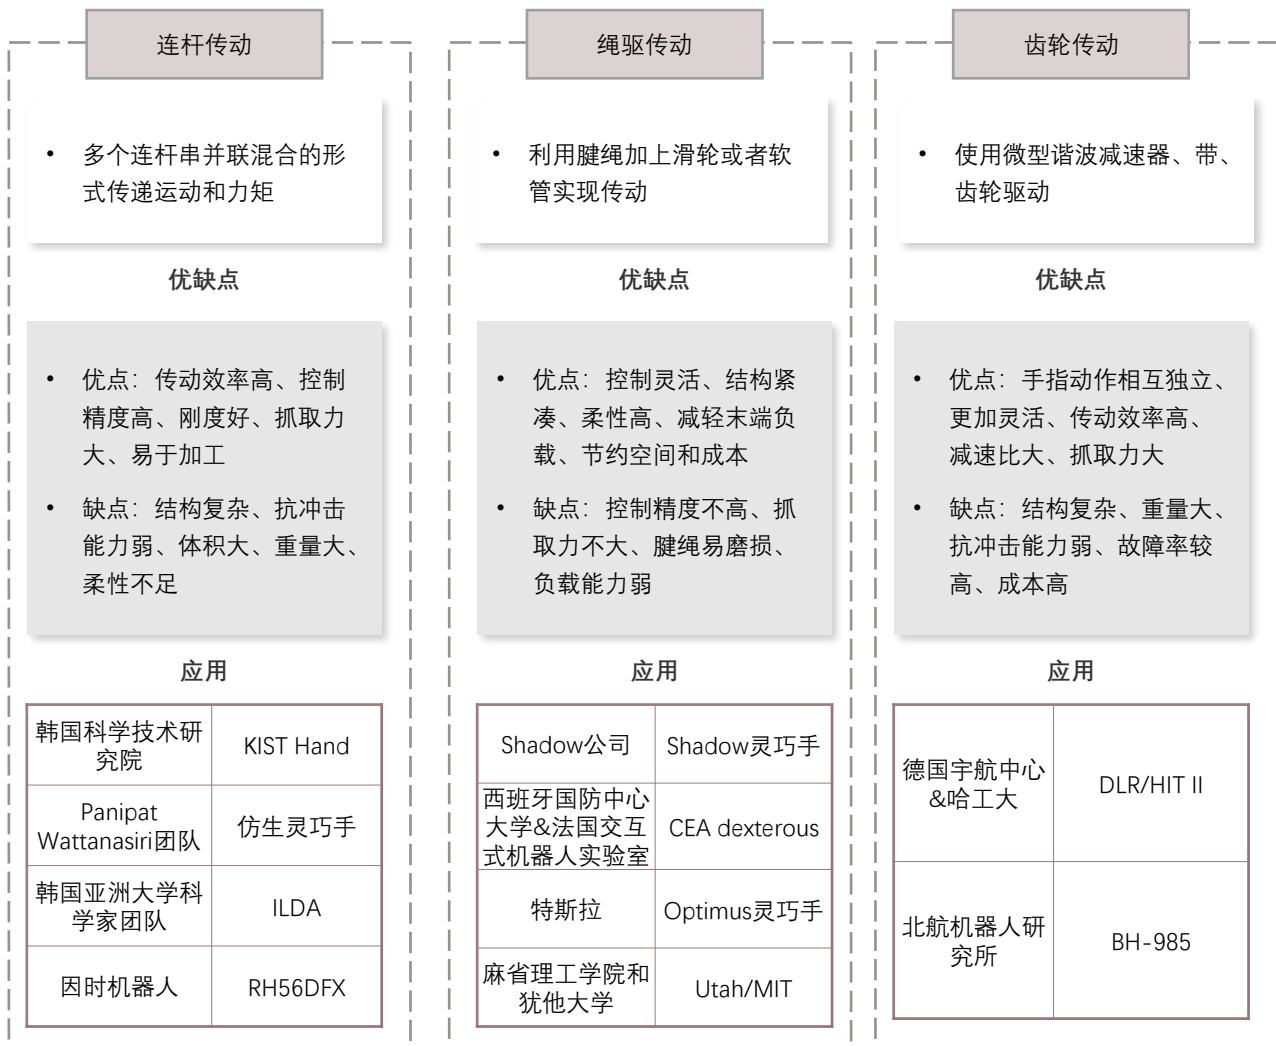 连杆传动
• 多个连杆串并联混合的形
式传递运动和力矩
优缺点
• 优点：传动效率高、控制
精度高、刚度好、抓取力
大、易于加工
• 缺点：结构复杂、抗冲击
能力弱、体积大、重量大、
柔性不足
应用
韩国科学技术研
究院
KIST Hand
Panipat
Wattanasiri团队
仿生灵巧手
韩国亚洲大学科
学家团队
ILDA
因时机器人
RH56DFX
绳驱传动
• 利用腱绳加上滑轮或者软
管实现传动
优缺点
• 优点：控制灵活、结构紧
凑、柔性高、减轻末端负
载、节约空间和成本
• 缺点：控制精度不高、抓
取力不大、腱绳易磨损、
负载能力弱
应用
Shadow公司
Shadow灵巧手
西班牙国防中心
大学&法国交互
式机器人实验室
CEA dexterous
特斯拉
Optimus灵巧手
麻省理工学院和
犹他大学
Utah/MIT
齿轮传动
• 使用微型谐波减速器、带、
齿轮驱动
优缺点
• 优点：手指动作相互独立、
更加灵活、传动效率高、
减速比大、抓取力大
• 缺点：结构复杂、重量大、
抗冲击能力弱、故障率较
高、成本高
应用
德国宇航中心
&哈工大
DLR/HIT II
北航机器人研
究所
BH-985